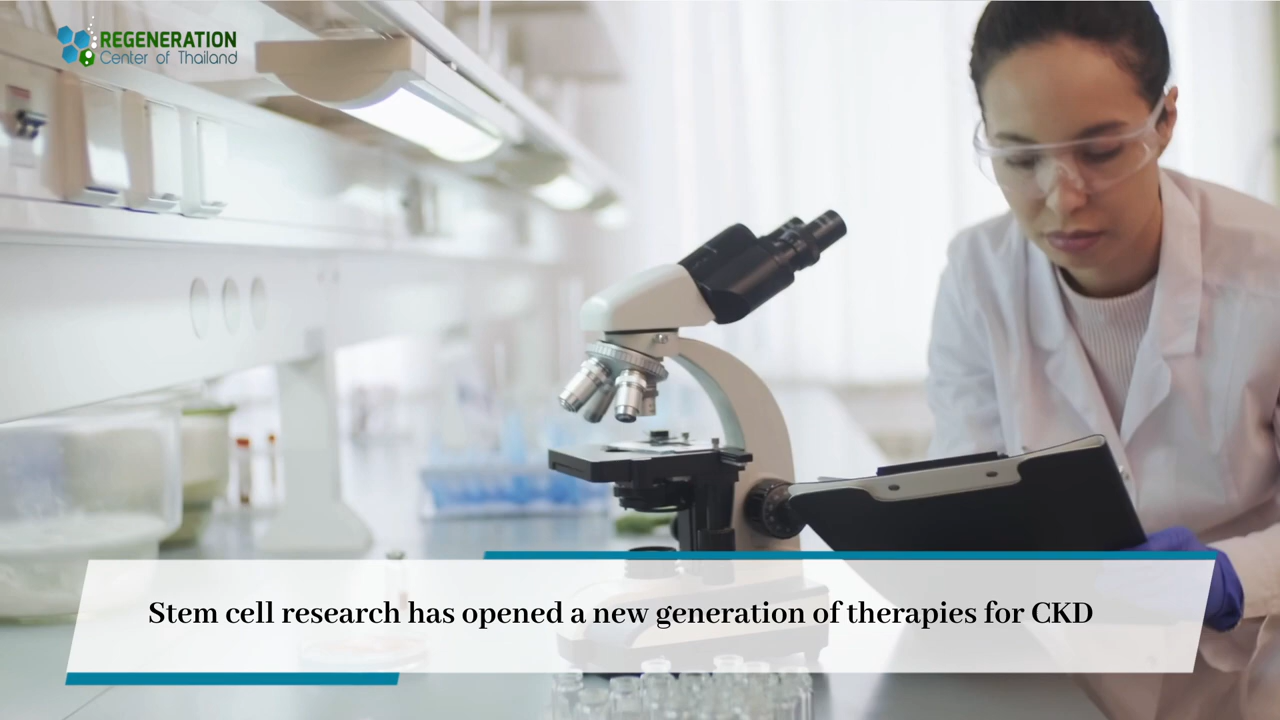 REGENERATION
Center of Thailand
Stem cell research has opened a new generation of therapies for CKD